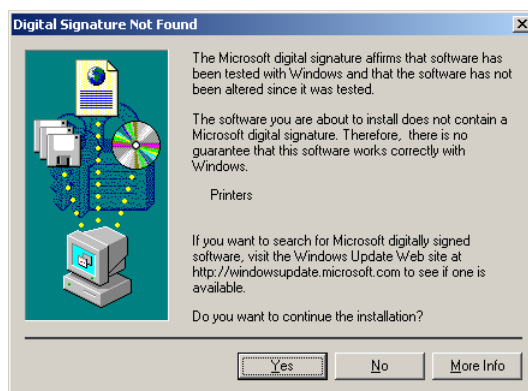 Digital Signature Not Found
The Microsoft digital signature affirms that software has
been tested with Windows and that the software has not
been altered since it was tested.
The software you are about to install does not contain a
Microsoft digital signature. Therefore, there is no
guarantee that this software works correctly with
Windows.
Printers
If you want to search for Microsoft digitally signed
software, visit the Windows Update Web site at
http://windowsupdate.microsoft.com to see if one is
available.
Do you want to continue the installation?
Yes No More Info